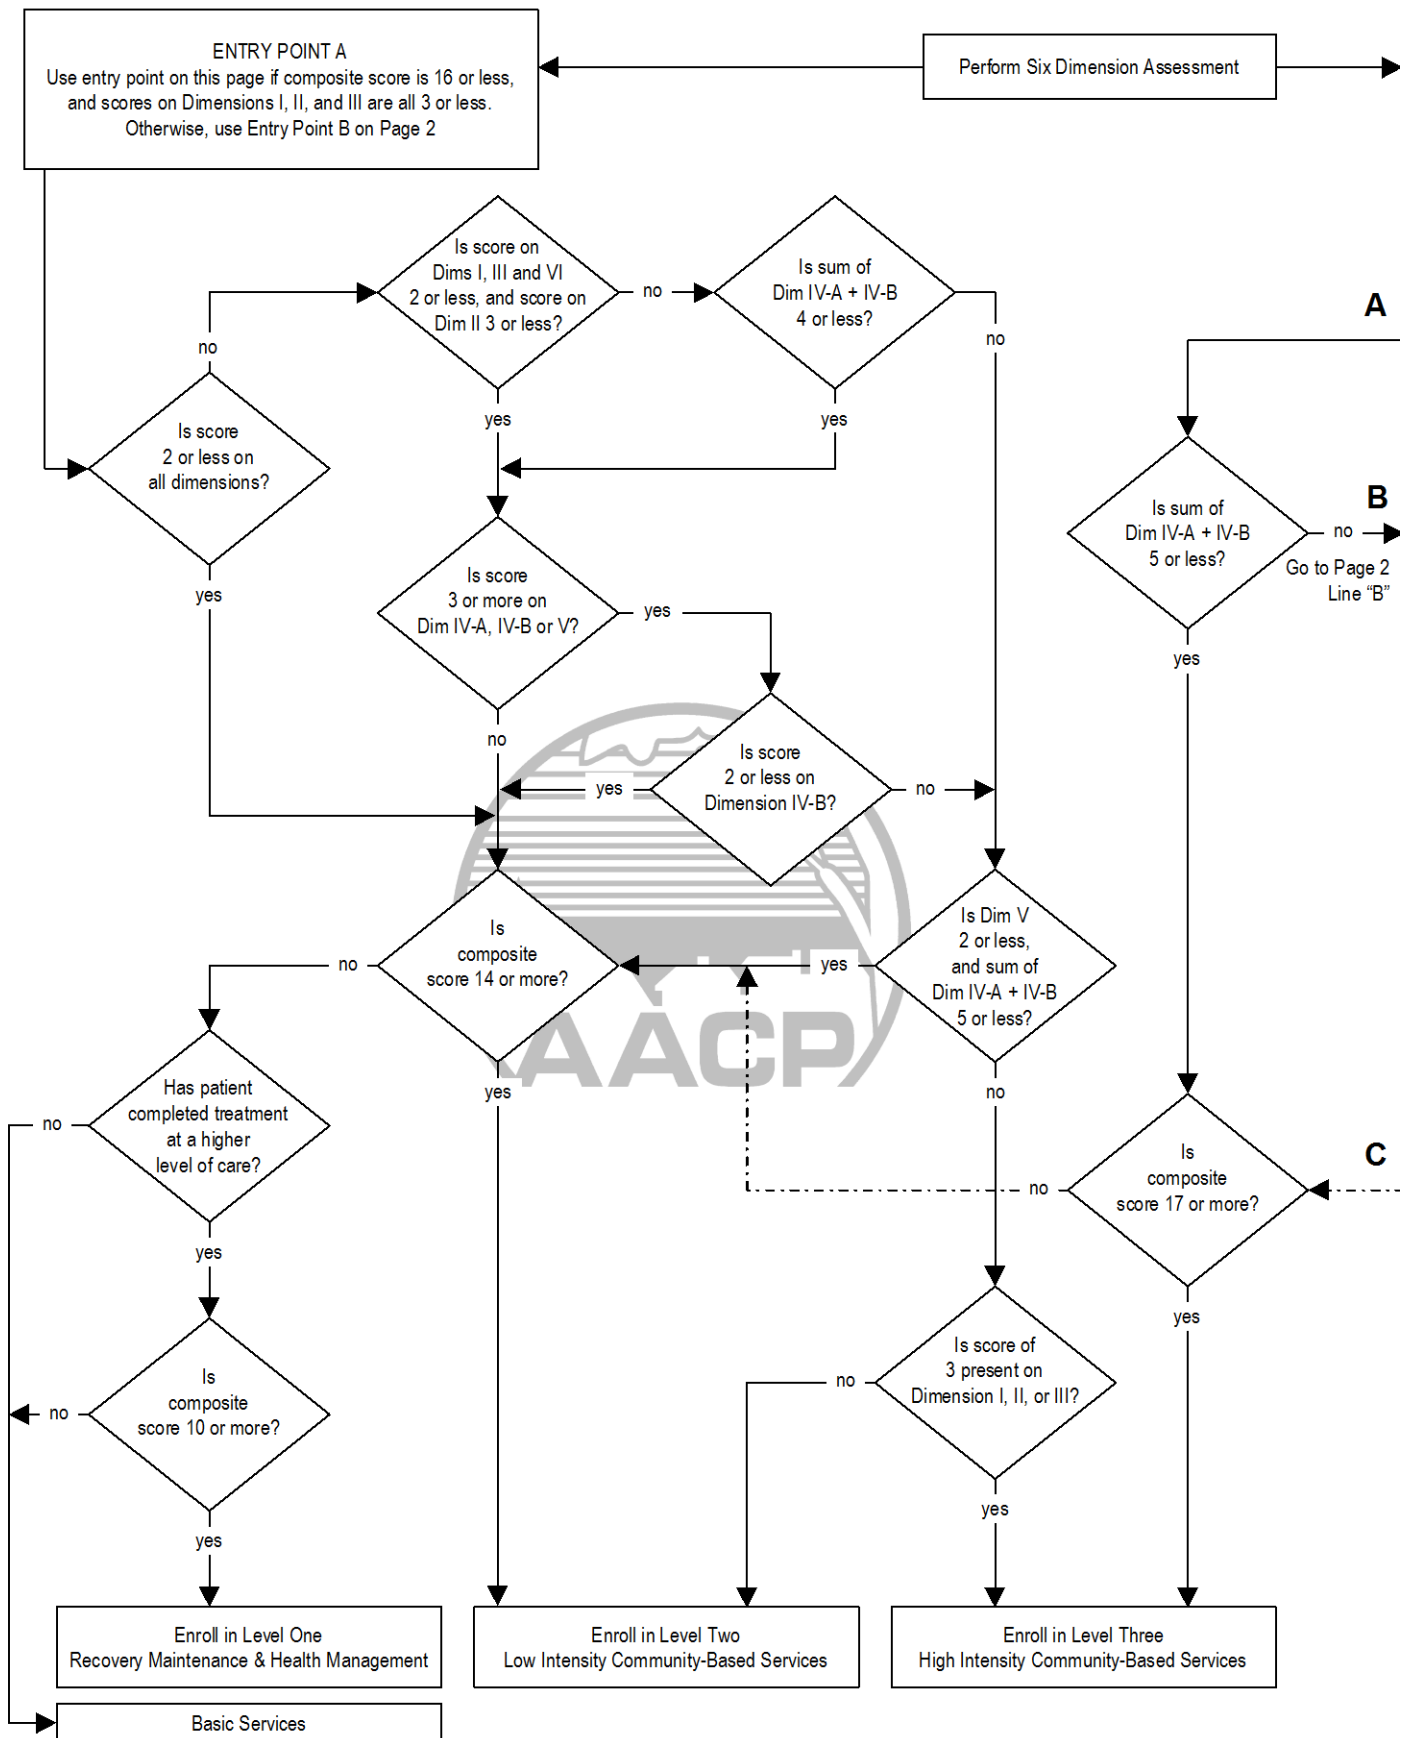 ENTRY POINT A
Use entry point on this page if composite score is 16 or less,
and scores on Dimensions I, II, and III are all 3 or less.
Otherwise, use Entry Point B on Page 2
Perform Six Dimension Assessment
Is score on
Dims I, III and VI
2 or less, and score on
Dim II 3 or less?
no
Is sum of
Dim IV-A + IV-B
4 or less?
no
A
no
yes
yes
Is score
2 or less on
all dimensions?
yes
Is sum of
Dim IV-A + IV-B
5 or less?
B
no
Go to Page 2
Line “B”
yes
Is score
3 or more on
Dim IV-A, IV-B or V?
yes
no
Is score
2 or less on
Dimension IV-B?
yes
no
Is
composite
score 14 or more?
no
yes
Is Dim V
2 or less,
and sum of
Dim IV-A + IV-B
5 or less?
yes
no
AACP
Has patient
completed treatment
at a higher
level of care?
no
yes
Is
composite
score 17 or more?
no
C
yes
Is
composite
score 10 or more?
no
yes
Is score of
3 present on
Dimension I, II, or III?
no
yes
Enroll in Level One
Recovery Maintenance & Health Management
Enroll in Level Two
Low Intensity Community-Based Services
Enroll in Level Three
High Intensity Community-Based Services
Basic Services